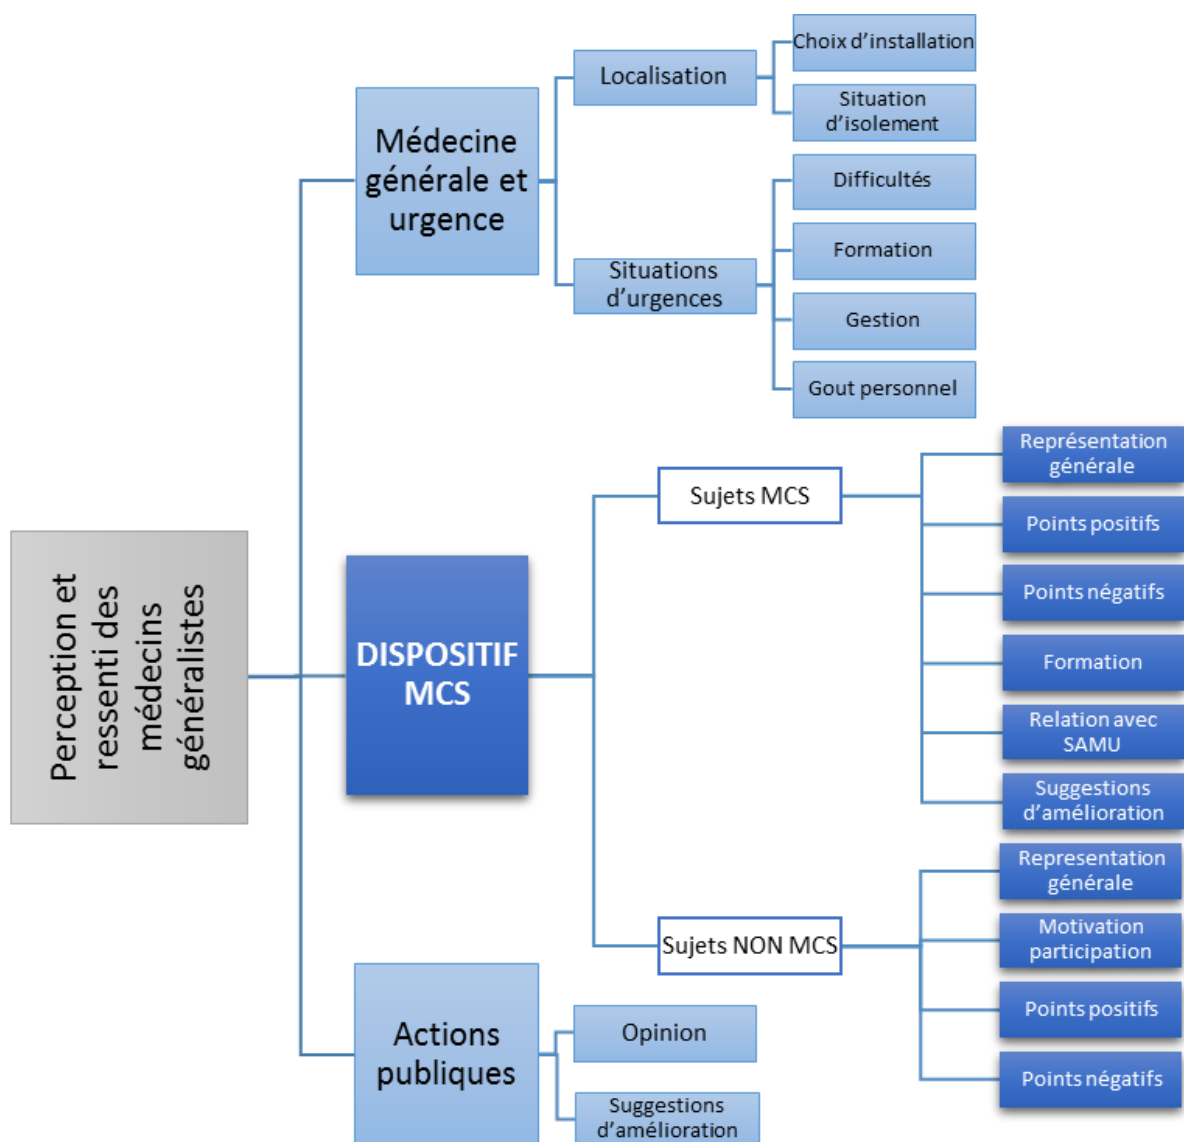 Perception et
ressenti des
médecins
généralistes
Médecine
générale et
urgence
Localisation
Choix d’installation
Situation
d’isolement
Situations
d’urgences
Difficultés
Formation
Gestion
Gout personnel
DISPOSITIF
MCS
Sujets MCS
Représentation
générale
Points positifs
Points négatifs
Formation
Relation avec
SAMU
Suggestions
d’amélioration
Sujets NON MCS
Representation
générale
Motivation
participation
Points positifs
Points négatifs
Actions
publiques
Opinion
Suggestions
d’amélioration